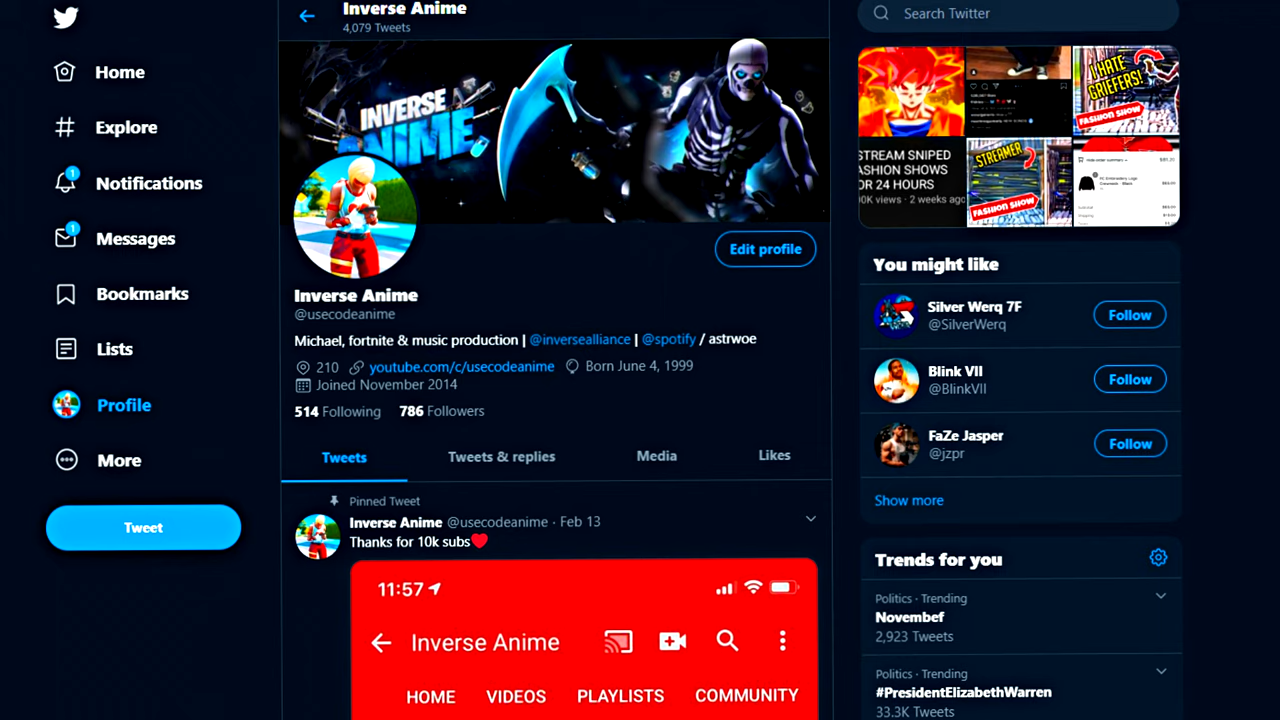 Home
Explore
1
Notifications
1
Messages
Bookmarks
Lists
Profile
More
Tweet
Inverse Anime
4,079 Tweets
INVERSE
ANIME
Edit profile
Inverse Anime
@usecodeanime
Michael, fortnite & music production | @inversealliance | @spotify / astrwoe
210 youtube.com/c/usecodeanime Born June 4, 1999
Joined November 2014
514 Following 786 Followers
Tweets Tweets & replies Media Likes
Pinned Tweet
Inverse Anime @usecodeanime · Feb 13
Thanks for 10k subs❤️
11:57
Inverse Anime
HOME VIDEOS PLAYLISTS COMMUNITY
Search Twitter
I HATE
GRIEFERS!
FASHION SHOW
STREAM SNIPED
ASHION SHOWS
OR 24 HOURS
0K views · 2 weeks ago
STREAMER
FASHION SHOW
You might like
Silver Werq 7F
@SilverWerq
Follow
Blink VII
@BlinkVII
Follow
FaZe Jasper
@jzpr
Follow
Show more
Trends for you
Politics · Trending
Novembef
2,923 Tweets
Politics · Trending
#PresidentElizabethWarren
33.3K Tweets